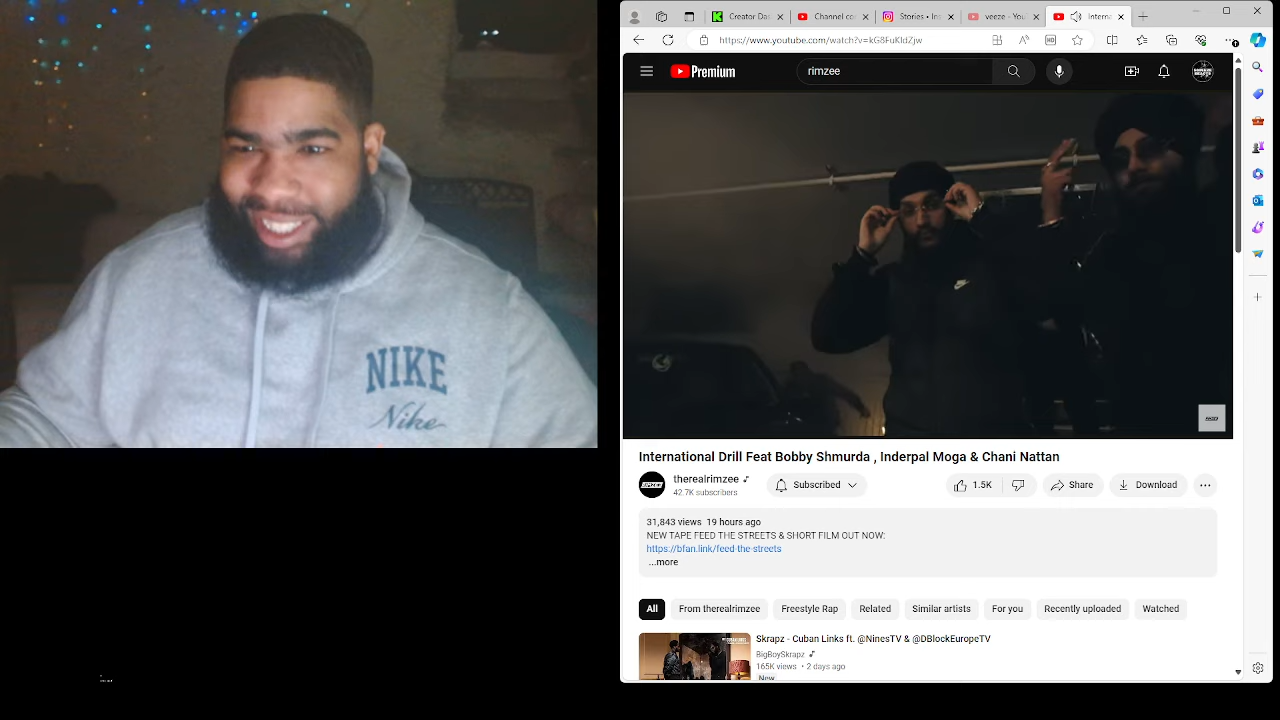 NIKE
Nike
Creator Da
Channel co
Stories • In
veeze - You
Interna
https://www.youtube.com/watch?v=kG8FuKldZjw
Premium
rimzee
International Drill Feat Bobby Shmurda , Inderpal Moga & Chani Nattan
therealrimzee
42.7K subscribers
Subscribed
1.5K
Share
Download
31,843 views 19 hours ago
NEW TAPE FEED THE STREETS & SHORT FILM OUT NOW:
https://bfan.link/feed-the-streets
...more
All
From therealrimzee
Freestyle Rap
Related
Similar artists
For you
Recently uploaded
Watched
Skrapz - Cuban Links ft. @NinesTV & @DBlockEuropeTV
BigBoySkrapz
165K views • 2 days ago
New